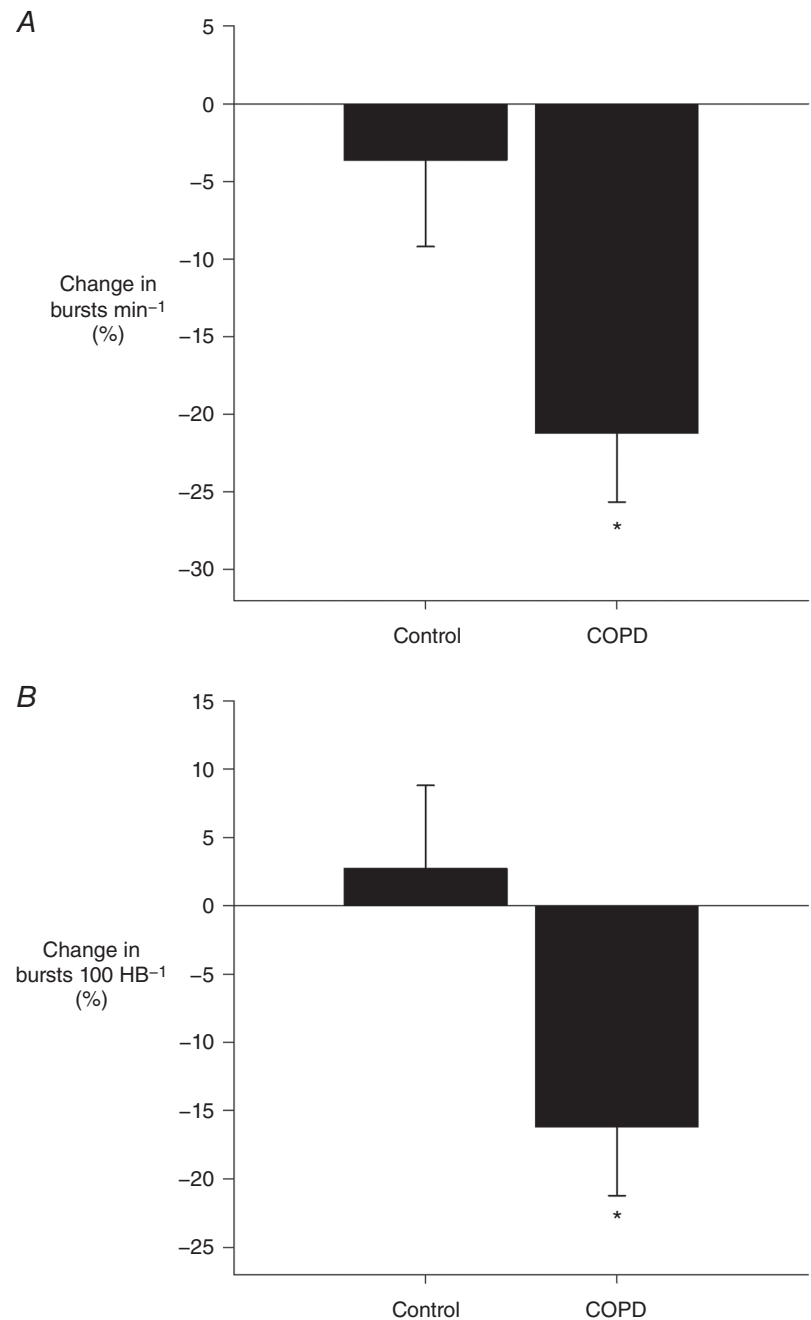 A
5
0
−5
−10
−15
−20
−25
−30
Change in
bursts min⁻¹
(%)
*
Control COPD
B
15
10
5
0
−5
−10
−15
−20
−25
Change in
bursts 100 HB⁻¹
(%)
*
Control COPD